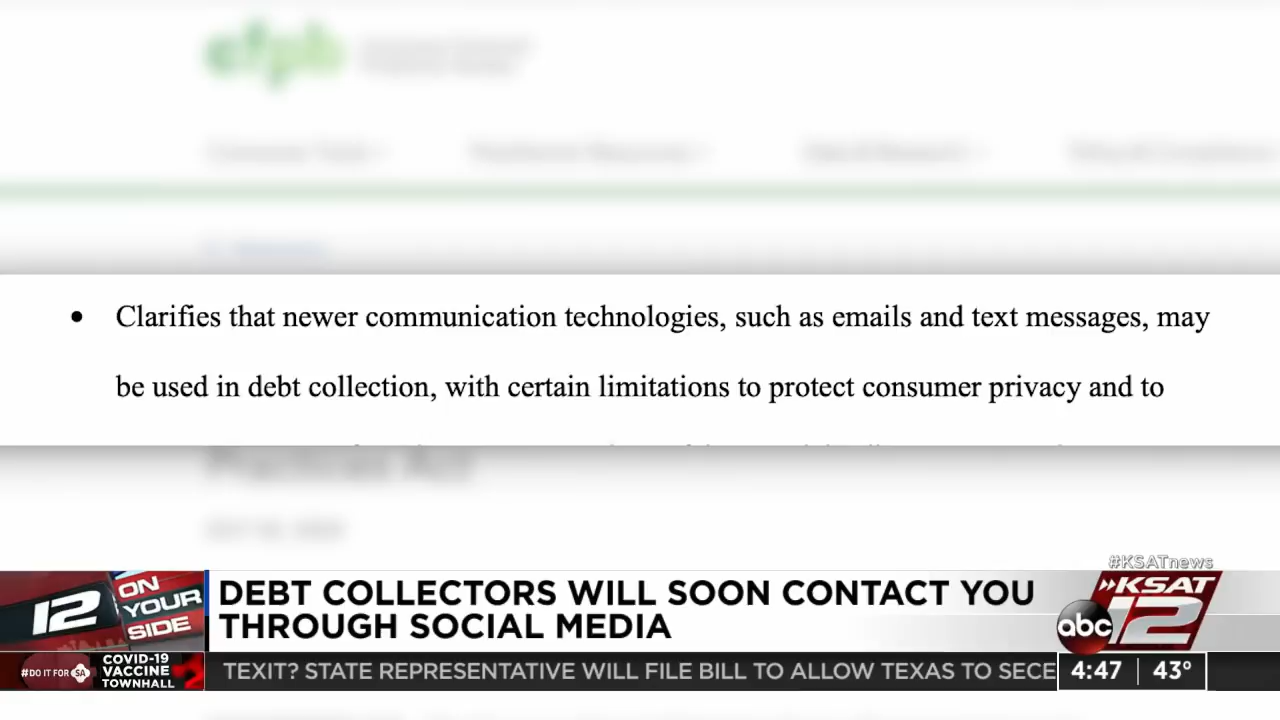 cfpb
• Clarifies that newer communication technologies, such as emails and text messages, may
be used in debt collection, with certain limitations to protect consumer privacy and to
Practices Act
#KSATnews
12 ON YOUR SIDE
DEBT COLLECTORS WILL SOON CONTACT YOU
THROUGH SOCIAL MEDIA
KSAT
abc 12
#DO IT FOR SA
COVID-19
VACCINE
TOWNHALL
TEXIT? STATE REPRESENTATIVE WILL FILE BILL TO ALLOW TEXAS TO SECE
4:47 43°